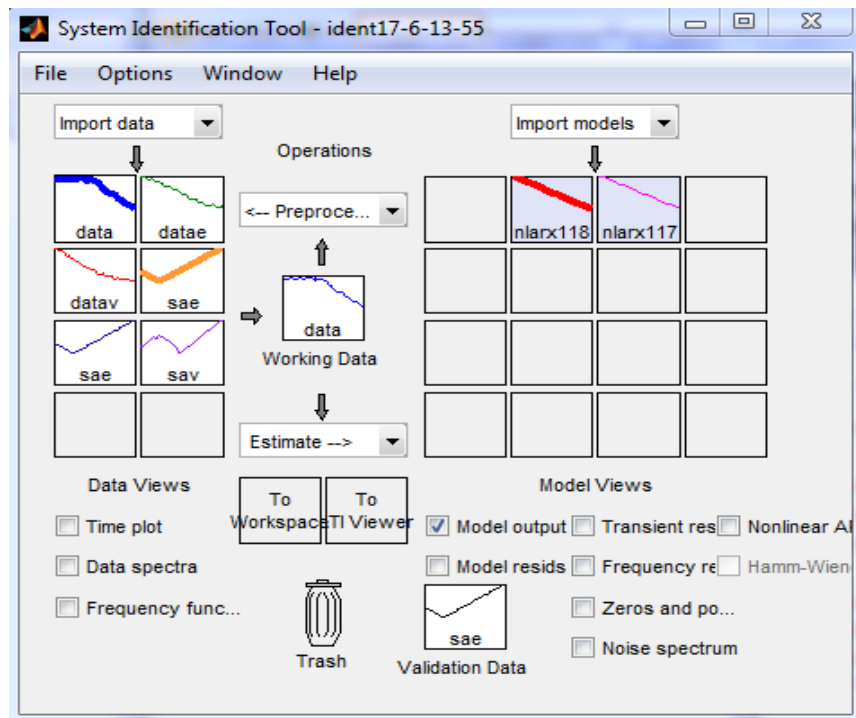 System Identification Tool - ident17-6-13-55
File Options Window Help
Import data
Operations
Import models
<-- Preproce...
data datae
nlarx118 nlarx117
datav sae
data
Working Data
sae sav
Estimate -->
Data Views
To Workspace
To TI Viewer
Model Views
Time plot
Data spectra
Frequency func...
Model output Transient res Nonlinear A
Model resids Frequency re Hamm-Wien
Zeros and po...
Noise spectrum
Trash
sae
Validation Data